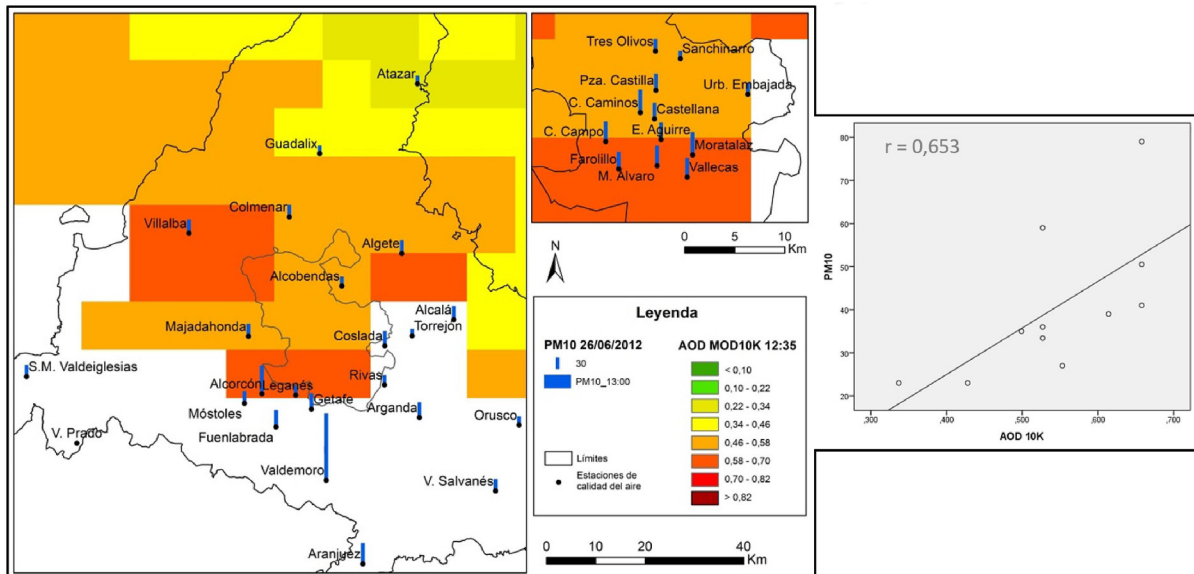 Atazar
Guadalix
Colmenar
Villalba
Algete
Alcobendas
Alcalá
Torrejón
Majadahonda
Coslada
S.M. Valdeiglesias
Alcorcón
Leganés
Rivas
Getafe
Móstoles
Arganda
Orusco
Fuenlabrada
V. Prado
Valdemoro
V. Salvanés
Aranjuez
Tres Olivos
Sanchinarro
Pza. Castilla
Urb. Embajada
C. Caminos
Castellana
C. Campo
E. Aguirre
Moratalaz
Farolillo
M. Alvaro
Vallecas
N
0 5 10
Km
Leyenda
PM10 26/06/2012
30
PM10_13:00
Límites
Estaciones de
calidad del aire
AOD MOD10K 12:35
< 0,10
0,10 - 0,22
0,22 - 0,34
0,34 - 0,46
0,46 - 0,58
0,58 - 0,70
0,70 - 0,82
> 0,82
0 10 20 40
Km
r = 0,653
PM10
80
70
60
50
40
30
20
,300 ,400 ,500 ,600 ,700
AOD 10K